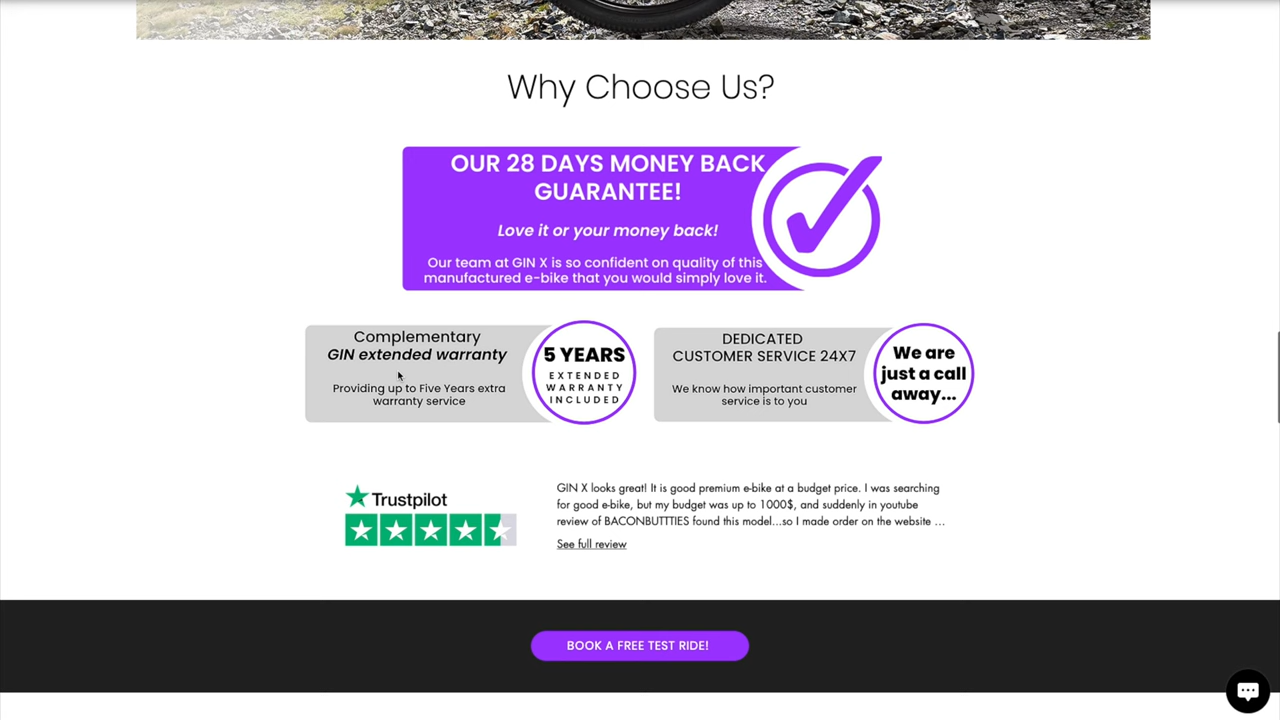 Why Choose Us?
OUR 28 DAYS MONEY BACK
GUARANTEE!
Love it or your money back!
Our team at GIN X is so confident on quality of this
manufactured e-bike that you would simply love it.
Complementary
GIN extended warranty
Providing up to Five Years extra
warranty service
5 YEARS
EXTENDED
WARRANTY
INCLUDED
DEDICATED
CUSTOMER SERVICE 24X7
We know how important customer
service is to you
We are
just a call
away...
Trustpilot
GIN X looks great! It is good premium e-bike at a budget price. I was searching
for good e-bike, but my budget was up to 1000$, and suddenly in youtube
review of BACONBUTTTIES found this model...so I made order on the website ...
See full review
BOOK A FREE TEST RIDE!